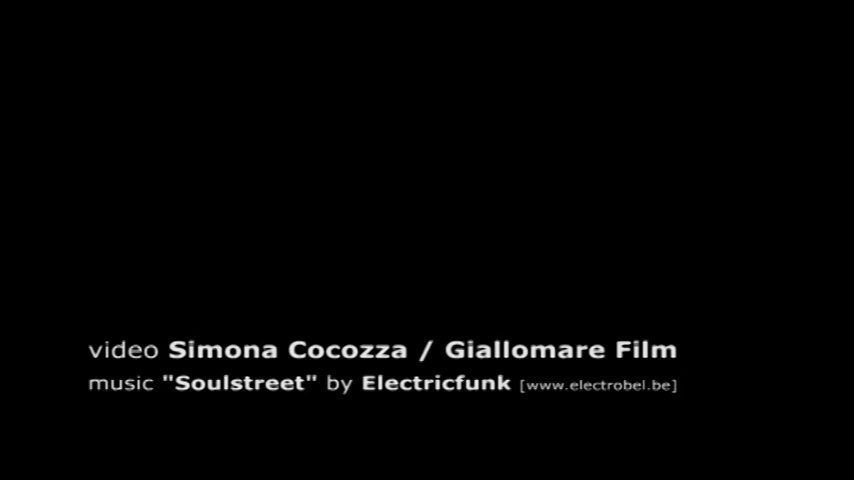 video Simona Cocozza / Giallomare Film
music "Soulstreet" by Electricfunk [www.electrobel.be]